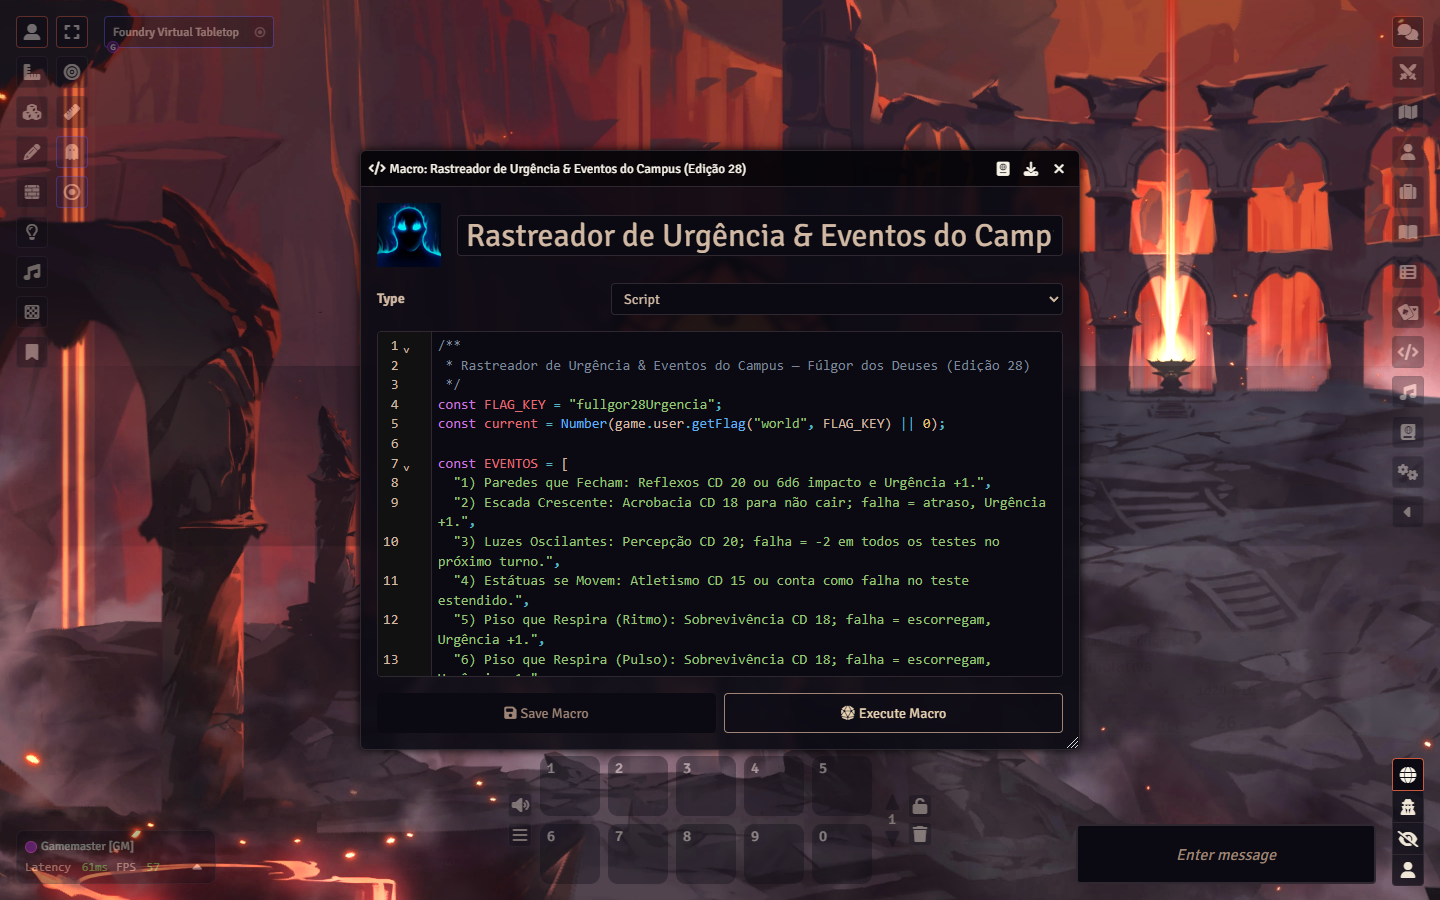 Foundry Virtual Tabletop
G
Macro: Rastreador de Urgência & Eventos do Campus (Edição 28)
Rastreador de Urgência & Eventos do Camp
Type
Script
1 /**
2 * Rastreador de Urgência & Eventos do Campus — Fúlgor dos Deuses (Edição 28)
3 */
4 const FLAG_KEY = "fullgor28Urgencia";
5 const current = Number(game.user.getFlag("world", FLAG_KEY) || 0);
6
7 const EVENTOS = [
8 "1) Paredes que Fecham: Reflexos CD 20 ou 6d6 impacto e Urgência +1.",
9 "2) Escada Crescente: Acrobacia CD 18 para não cair; falha = atraso, Urgência
+1.",
10 "3) Luzes Oscilantes: Percepção CD 20; falha = -2 em todos os testes no
próximo turno.",
11 "4) Estátuas se Movem: Atletismo CD 15 ou conta como falha no teste
estendido.",
12 "5) Piso que Respira (Ritmo): Sobrevivência CD 18; falha = escorregam,
Urgência +1.",
13 "6) Piso que Respira (Pulso): Sobrevivência CD 18; falha = escorregam,
Save Macro
Execute Macro
1 2 3 4 5
6 7 8 9 0
1
Gamemaster [GM]
Latency 61ms FPS 57
Enter message